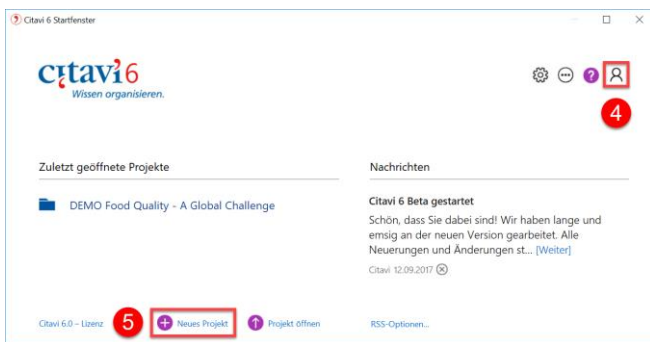 Citavi 6 Startfenster
citavi 6
Wissen organisieren.
4
Zuletzt geöffnete Projekte
DEMO Food Quality - A Global Challenge
Nachrichten
Citavi 6 Beta gestartet
Schön, dass Sie dabei sind! Wir haben lange und
emsig an der neuen Version gearbeitet. Alle
Neuerungen und Änderungen st... [Weiter]
Citavi 12.09.2017
Citavi 6.0 – Lizenz
5
Neues Projekt
Projekt öffnen
RSS-Optionen...